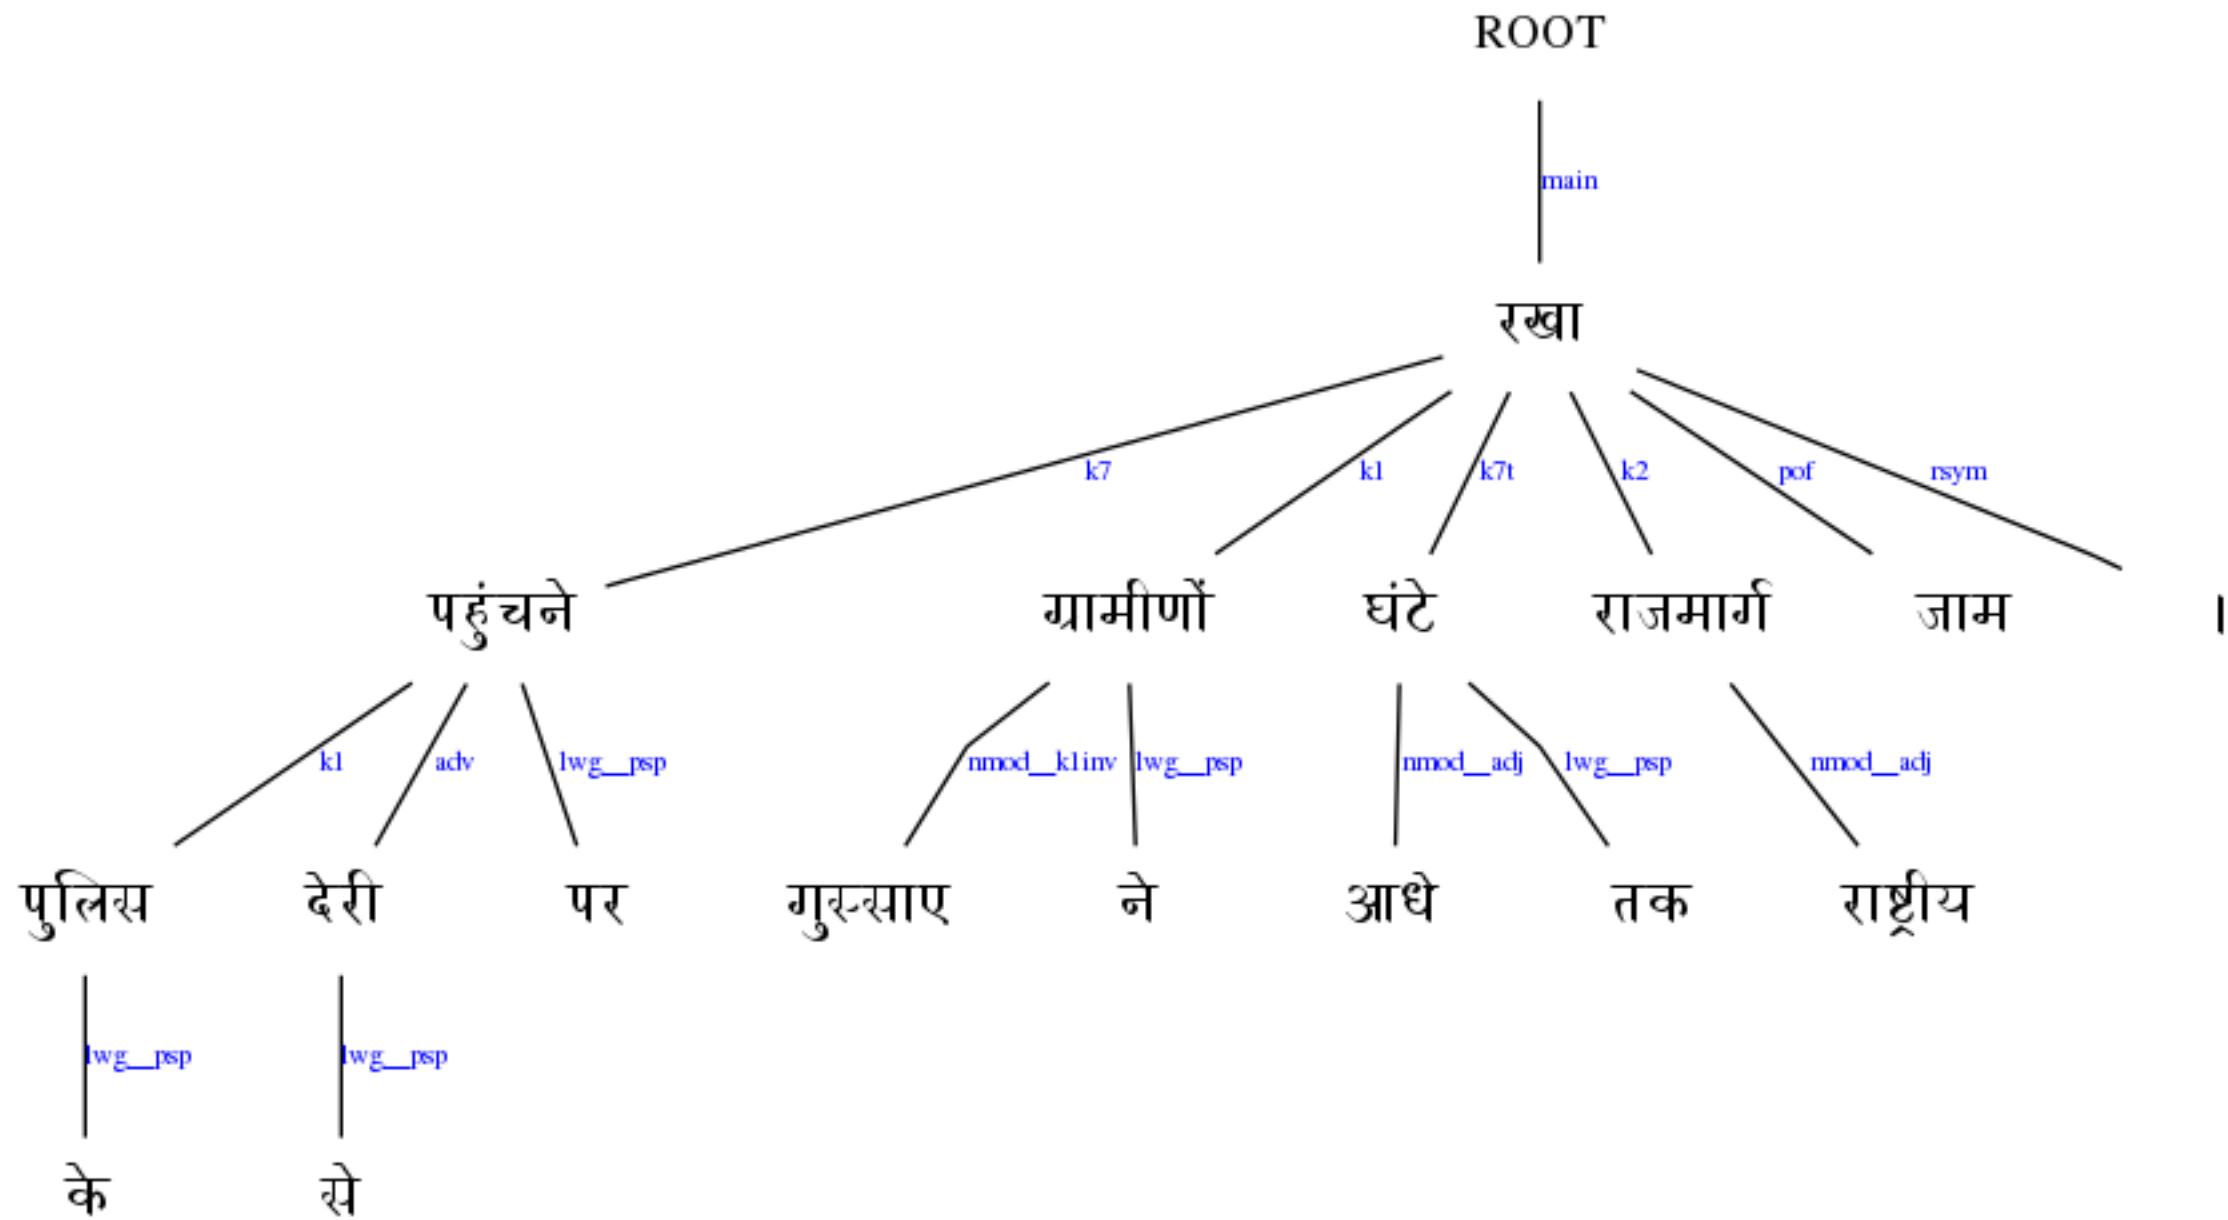 ROOT
main
रखा
k7 k1 k7t k2 pof rsym
पहुंचने ग्रामीणों घंटे राजमार्ग जाम ।
k1 adv lwg__psp nmod__k1inv lwg__psp nmod__adj lwg__psp nmod__adj
पुलिस देरी पर गुस्साए ने आधे तक राष्ट्रीय
lwg__psp lwg__psp
के से